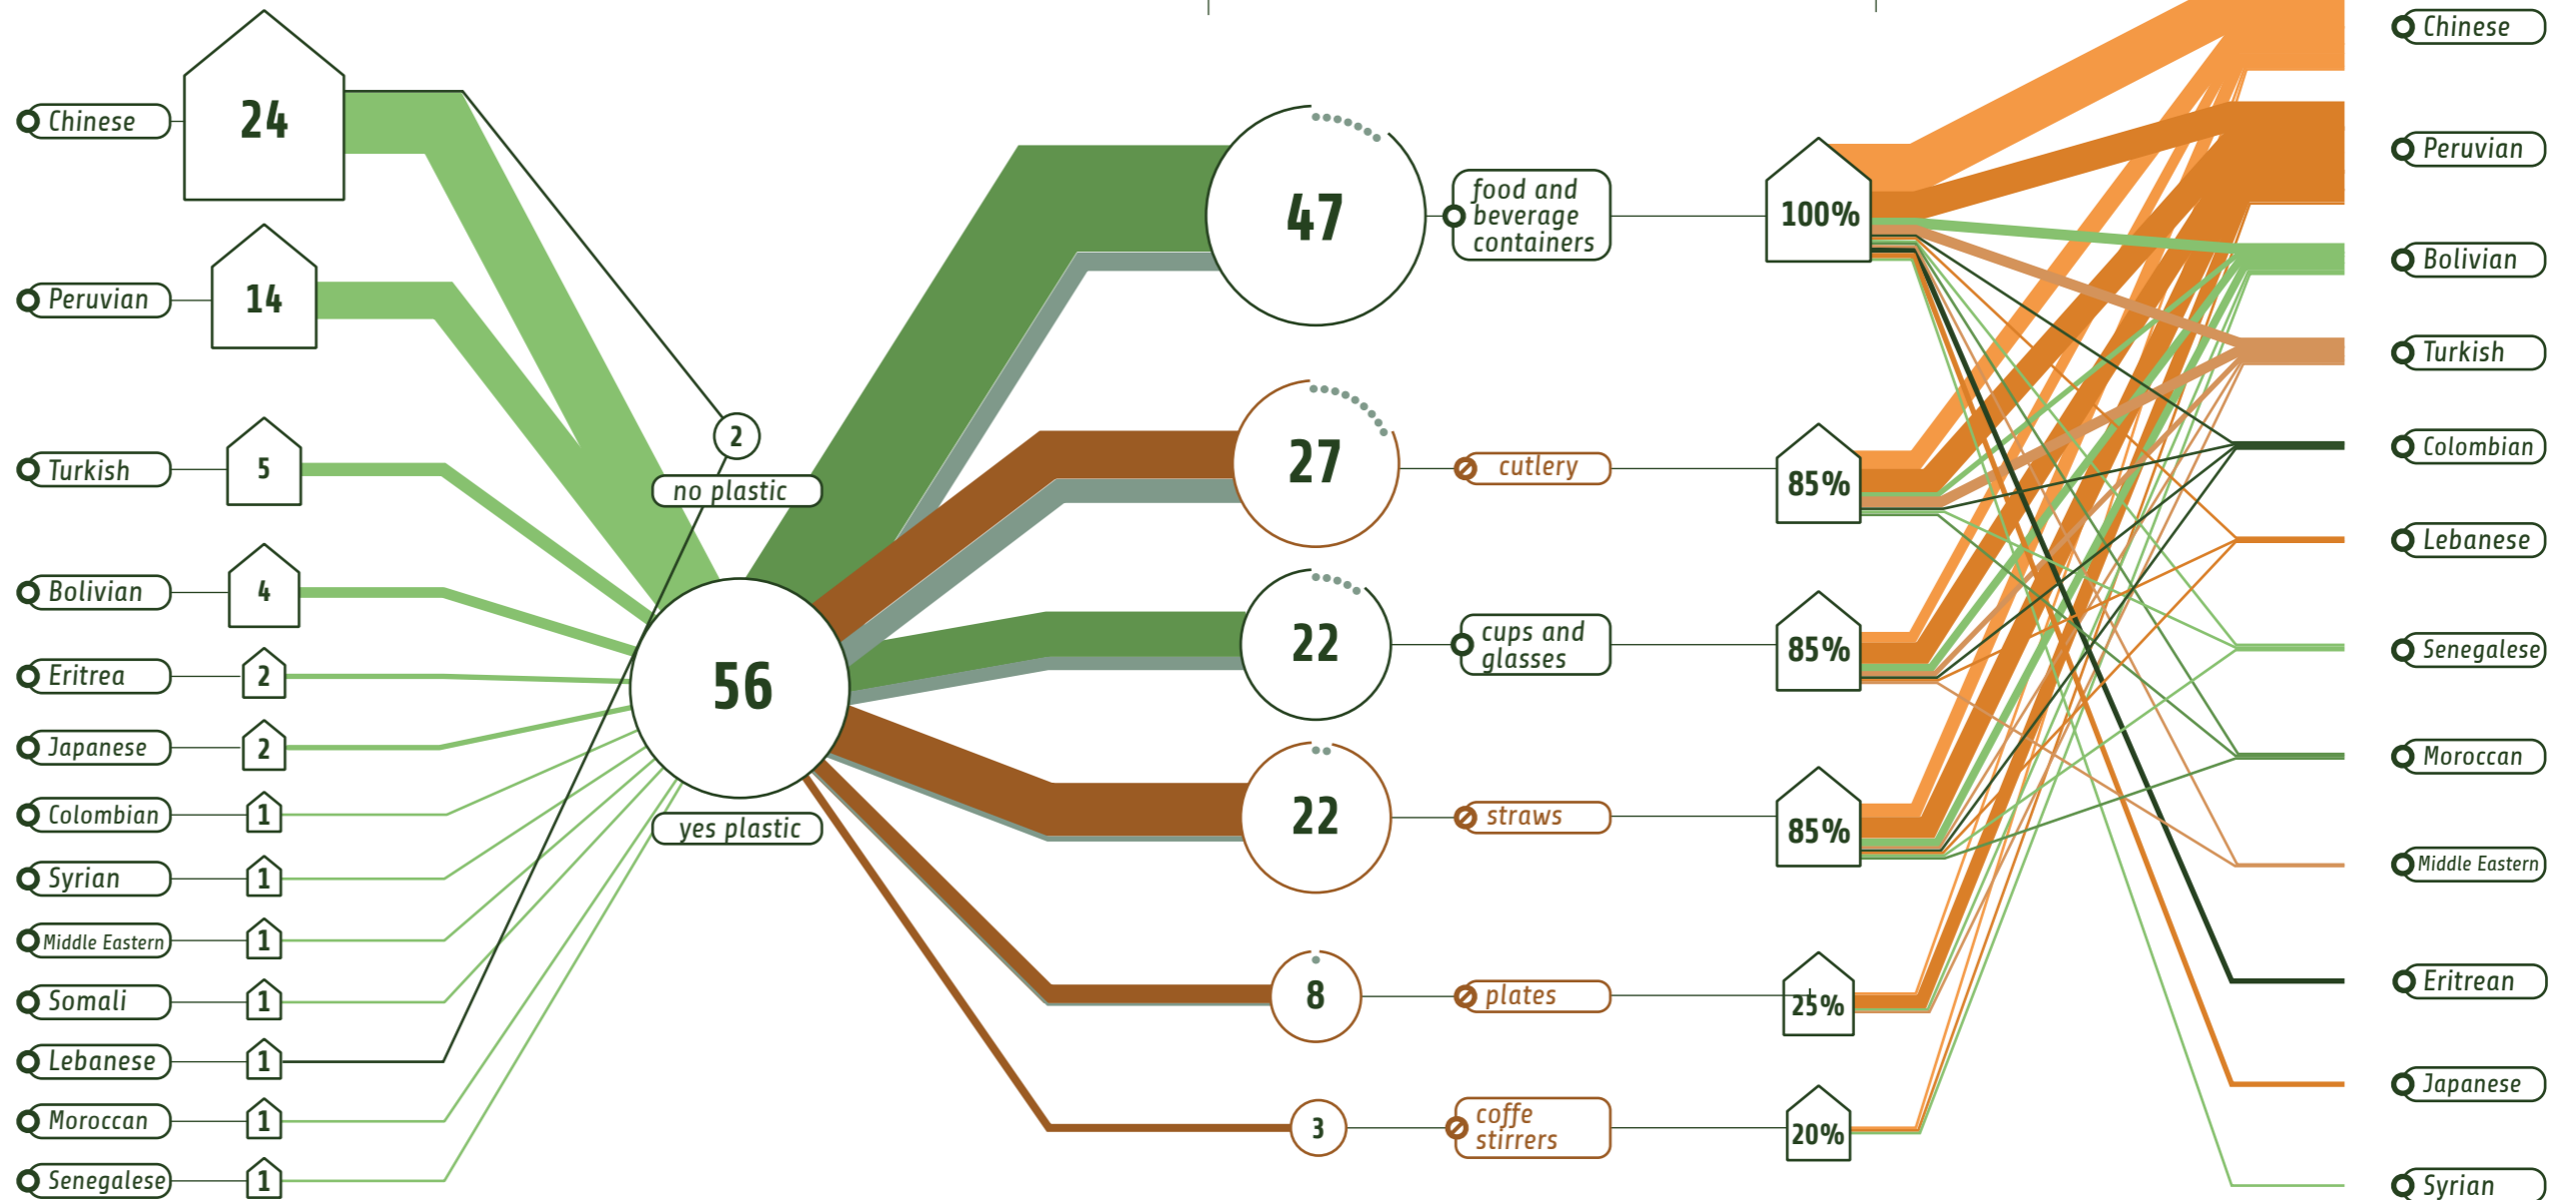 Chinese
24
Peruvian
14
Turkish
5
Bolivian
4
Eritrea
2
Japanese
2
Colombian
1
Syrian
1
Middle Eastern
1
Somali
1
Lebanese
1
Moroccan
1
Senegalese
1
2
no plastic
56
yes plastic
47
food and
beverage
containers
100%
27
cutlery
85%
22
cups and
glasses
85%
22
straws
85%
8
plates
25%
3
coffe
stirrers
20%
Chinese
Peruvian
Bolivian
Turkish
Colombian
Lebanese
Senegalese
Moroccan
Middle Eastern
Eritrean
Japanese
Syrian